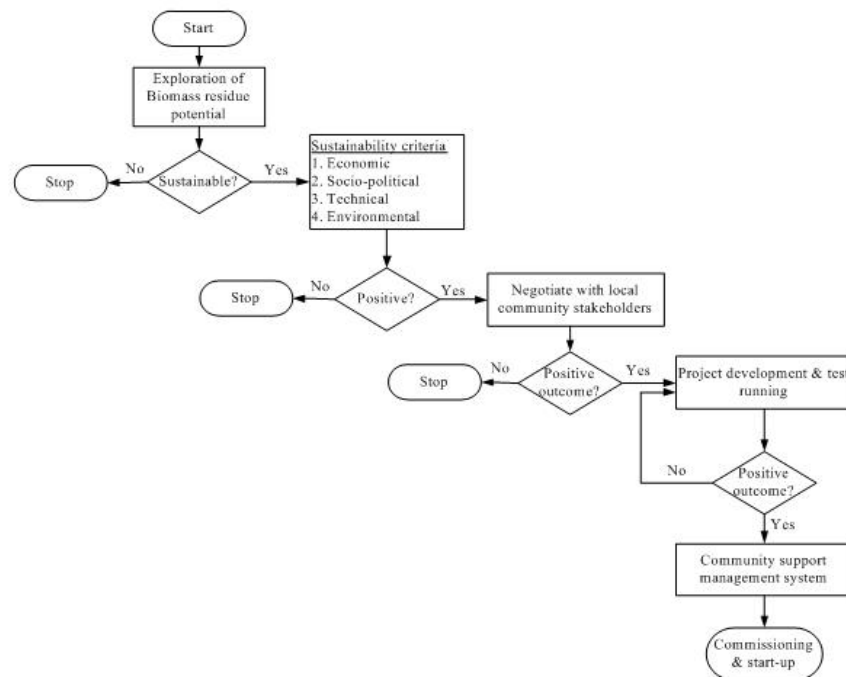 Start
Exploration of
Biomass residue
potential
Sustainable?
No
Stop
Yes
Sustainability criteria
1. Economic
2. Socio-political
3. Technical
4. Environmental
Positive?
No
Stop
Yes
Negotiate with local
community stakeholders
Positive
outcome?
No
Stop
Yes
Project development & test
running
Positive
outcome?
No
Yes
Community support
management system
Commissioning
& start-up